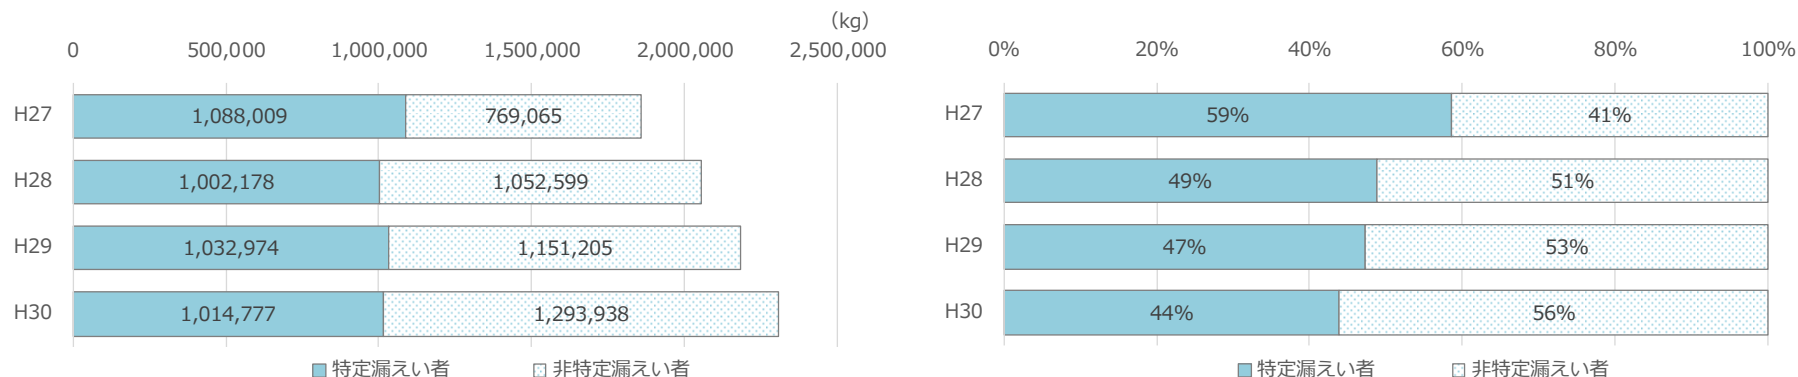 （kg）
0 500,000 1,000,000 1,500,000 2,000,000 2,500,000
H27 1,088,009 769,065
H28 1,002,178 1,052,599
H29 1,032,974 1,151,205
H30 1,014,777 1,293,938
特定漏えい者 非特定漏えい者
0% 20% 40% 60% 80% 100%
H27 59% 41%
H28 49% 51%
H29 47% 53%
H30 44% 56%
特定漏えい者 非特定漏えい者